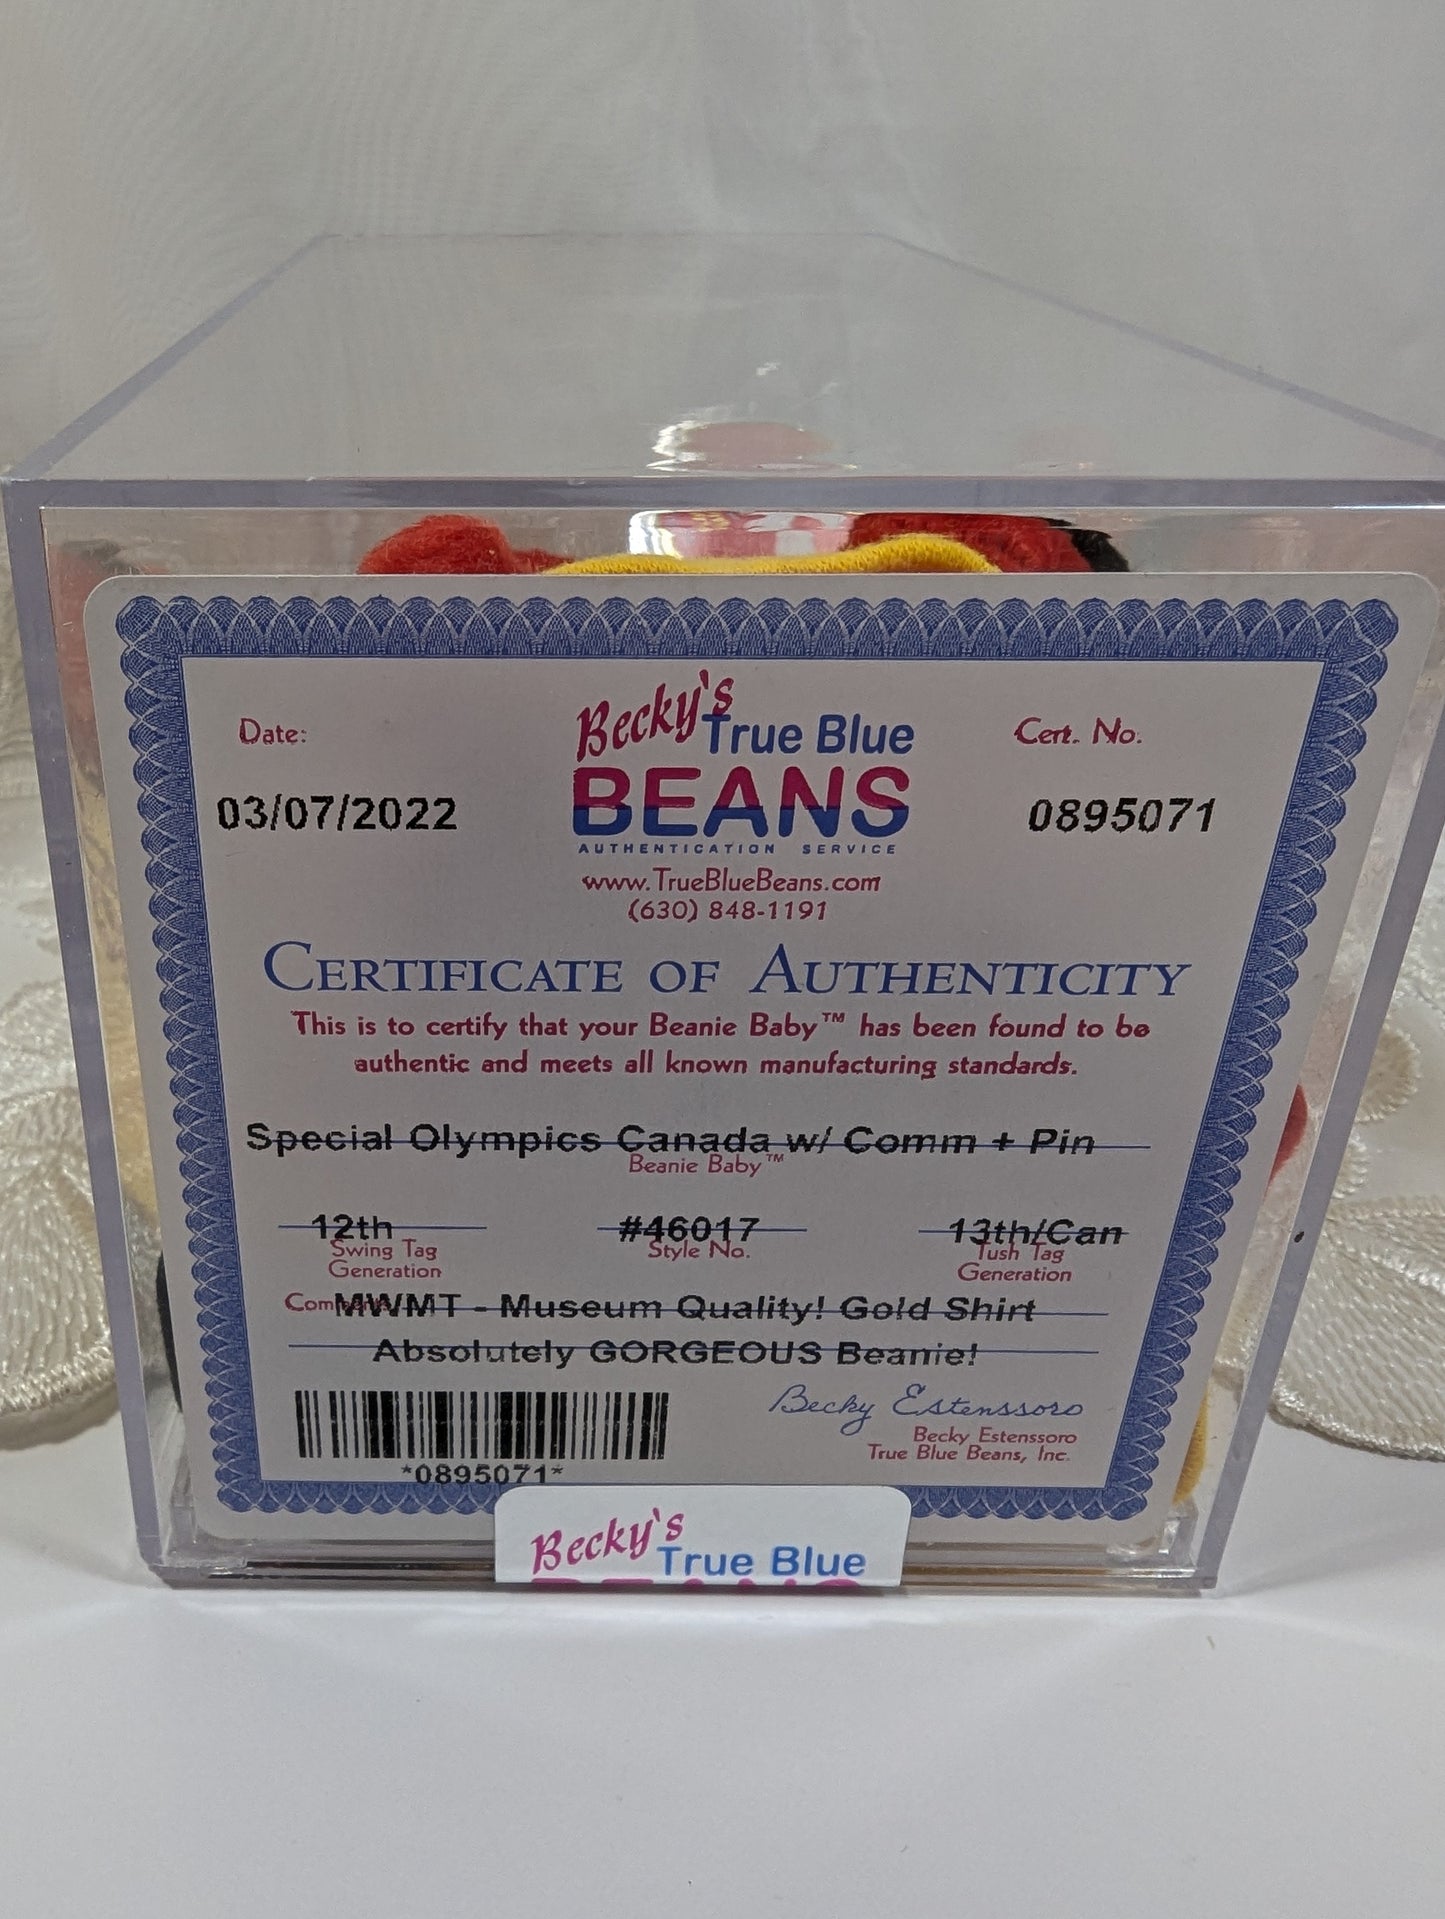 Date:
Becky's
True Blue
BEANS
AUTHENTICATION SERVICE
Cert. No.
03/07/2022
0895071
www.TrueBlueBeans.com
(630) 848-1191
CERTIFICATE OF AUTHENTICITY
This is to certify that your Beanie Baby™ has been found to be
authentic and meets all known manufacturing standards.
Special Olympics Canada w/ Comm + Pin
Beanie Baby™
12th #46017 13th/Can
Swing Tag Generation
Style No.
Tush Tag Generation
MWMT - Museum Quality! Gold Shirt
Absolutely GORGEOUS Beanie!
*0895071*
Becky Estenssoro
Becky Estenssoro
True Blue Beans, Inc.
Becky's
True Blue